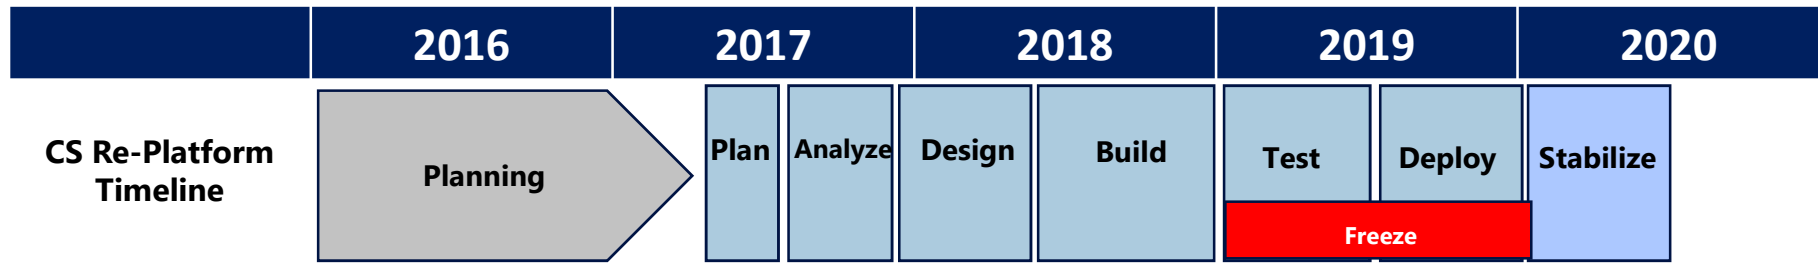 2016 2017 2018 2019 2020
CS Re-Platform
Timeline
Planning
Plan
Analyze
Design
Build
Test
Deploy
Stabilize
Freeze